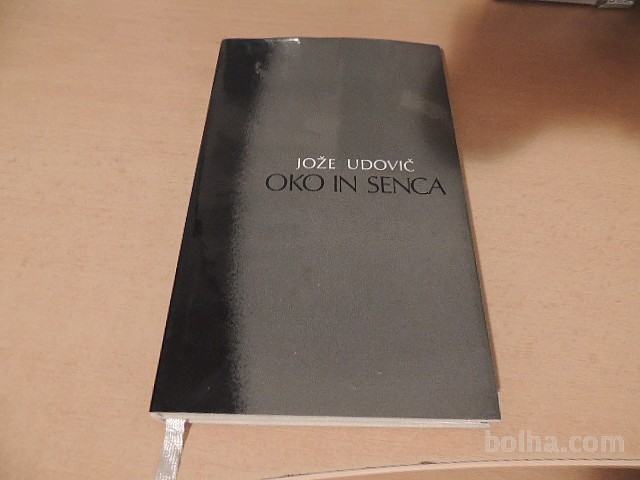 JOŽE UDOVIČ
OKO IN SENCA
bolha.com